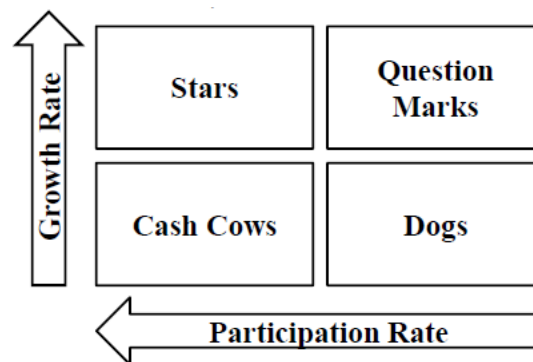 Growth Rate
Stars
Question
Marks
Cash Cows
Dogs
Participation Rate